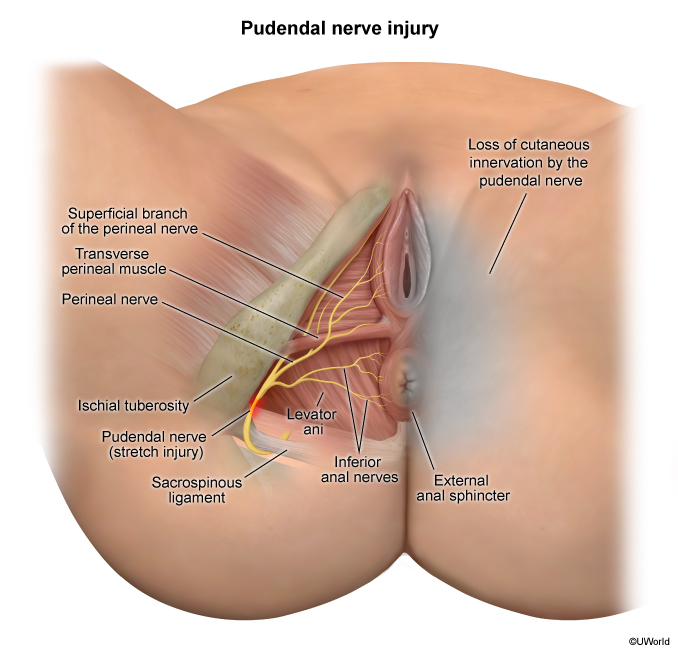 Pudendal nerve injury
Loss of cutaneous
innervation by the
pudendal nerve
Superficial branch
of the perineal nerve
Transverse
perineal muscle
Perineal nerve
Ischial tuberosity
Levator
ani
Pudendal nerve
(stretch injury)
Inferior
anal nerves
Sacrospinous
ligament
External
anal sphincter
©UWorld